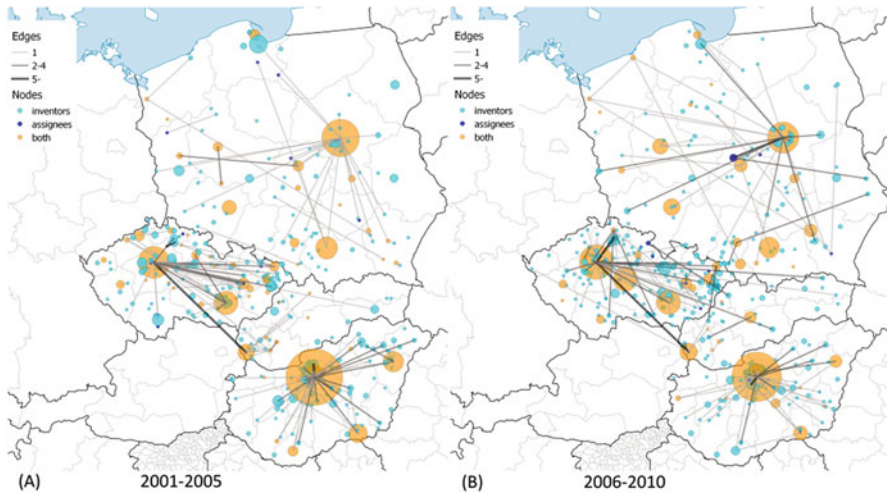 Edges
1
2-4
5-
Nodes
inventors
assignees
both
Edges
1
2-4
5-
Nodes
inventors
assignees
both
(A) 2001-2005
(B) 2006-2010